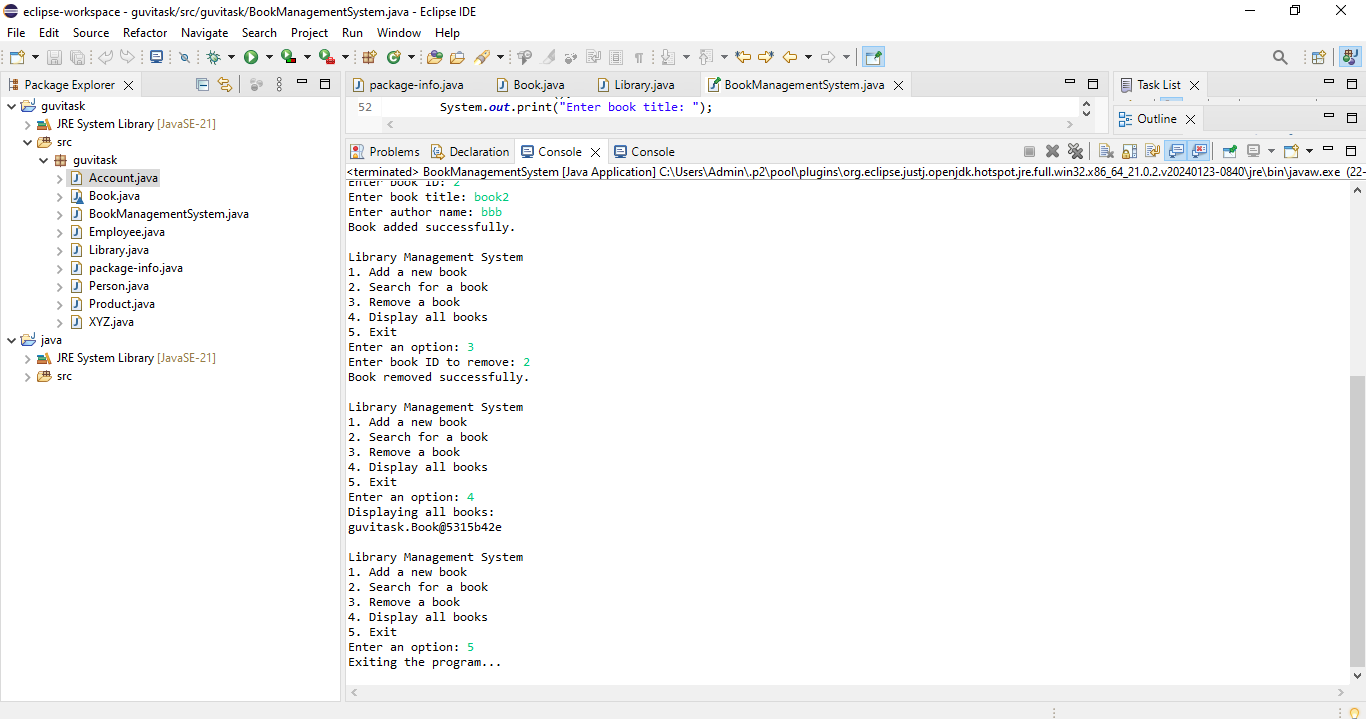 eclipse-workspace - guvitask/src/guvitask/BookManagementSystem.java - Eclipse IDE
File Edit Source Refactor Navigate Search Project Run Window Help
Package Explorer
guvitask
JRE System Library [JavaSE-21]
src
guvitask
Account.java
Book.java
BookManagementSystem.java
Employee.java
Library.java
package-info.java
Person.java
Product.java
XYZ.java
java
JRE System Library [JavaSE-21]
src
package-info.java Book.java Library.java BookManagementSystem.java
52 System.out.print("Enter book title: ");
Task List
Outline
Problems Declaration Console Console
<terminated> BookManagementSystem [Java Application] C:\Users\Admin\.p2\pool\plugins\org.eclipse.justj.openjdk.hotspot.jre.full.win32.x86_64_21.0.2.v20240123-0840\jre\bin\javaw.exe (22-
Enter book ID: 2
Enter book title: book2
Enter author name: bbb
Book added successfully.
Library Management System
1. Add a new book
2. Search for a book
3. Remove a book
4. Display all books
5. Exit
Enter an option: 3
Enter book ID to remove: 2
Book removed successfully.
Library Management System
1. Add a new book
2. Search for a book
3. Remove a book
4. Display all books
5. Exit
Enter an option: 4
Displaying all books:
guvitask.Book@5315b42e
Library Management System
1. Add a new book
2. Search for a book
3. Remove a book
4. Display all books
5. Exit
Enter an option: 5
Exiting the program...